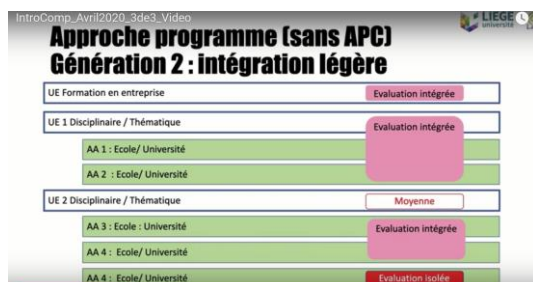 IntroComp_Avril2020_3de3_Video
LIEGE université
Approche programme (sans APC)
Génération 2 : intégration légère
UE Formation en entreprise
Evaluation intégrée
UE 1 Disciplinaire / Thématique
Evaluation intégrée
AA 1 : Ecole/ Université
AA 2 : Ecole/ Université
UE 2 Disciplinaire / Thématique
Moyenne
AA 3 : Ecole : Université
Evaluation intégrée
AA 4 : Ecole/ Université
AA 4 : Ecole/ Université
Evaluation isolée